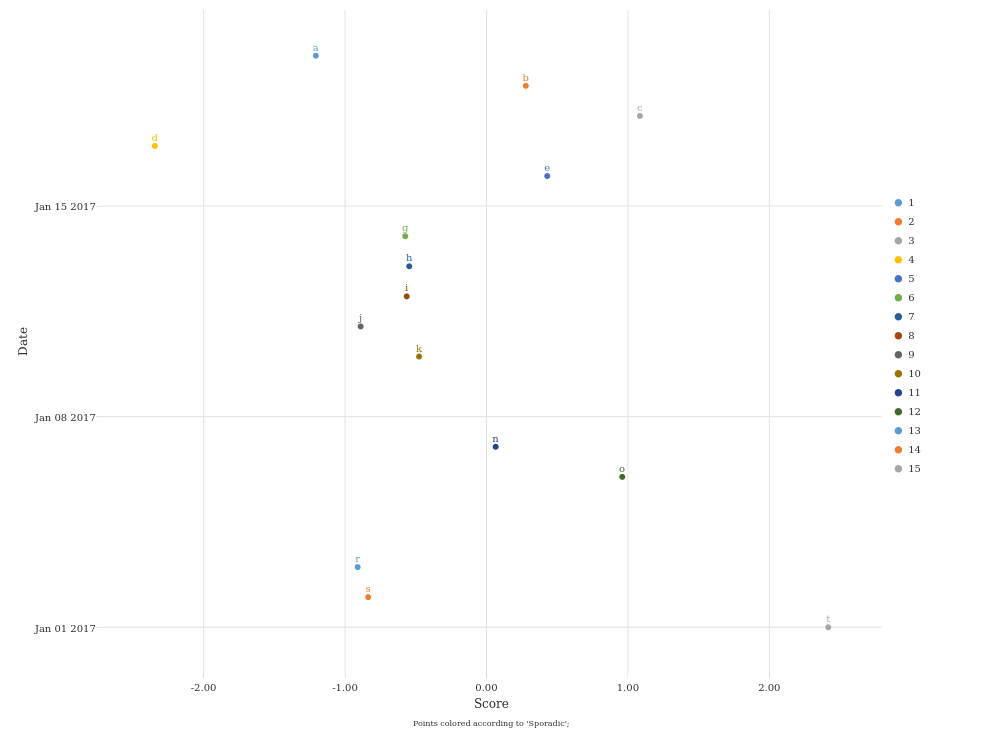 a
b
c
d
e
Jan 15 2017
g
h
i
j
k
Date
Jan 08 2017
n
o
r
s
t
Jan 01 2017
-2.00 -1.00 0.00 1.00 2.00
Score
Points colored according to 'Sporadic';
1
2
3
4
5
6
7
8
9
10
11
12
13
14
15